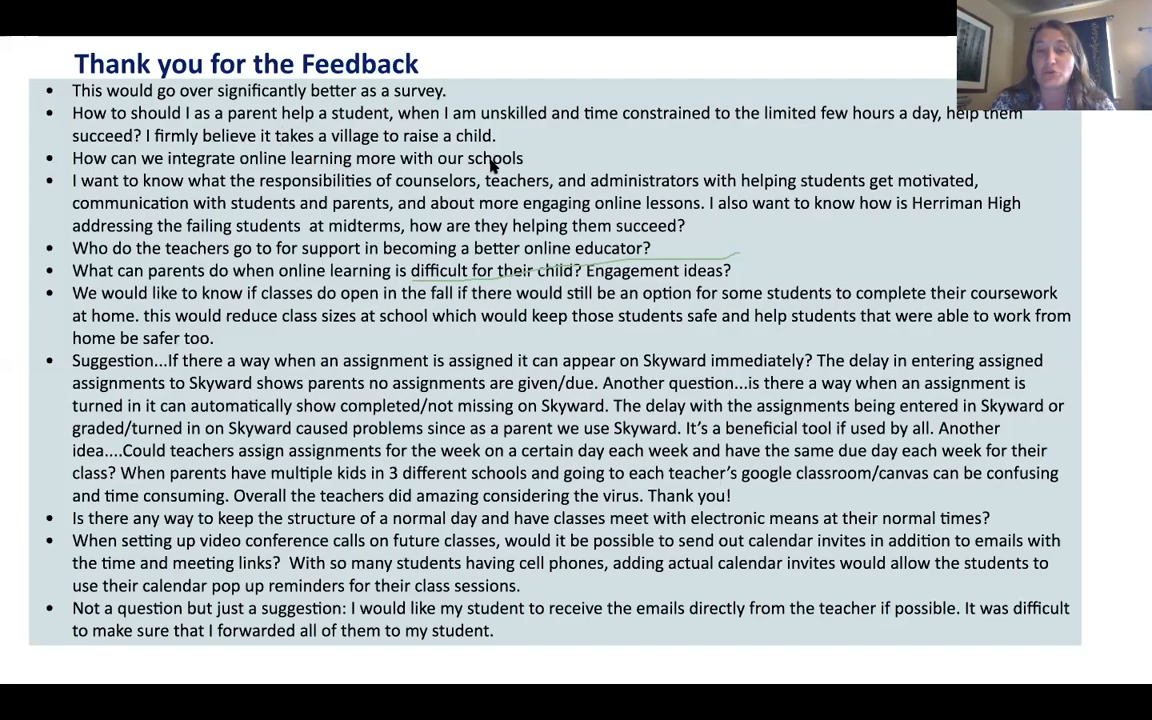 Thank you for the Feedback
• This would go over significantly better as a survey.
• How to should I as a parent help a student, when I am unskilled and time constrained to the limited few hours a day, help them
succeed? I firmly believe it takes a village to raise a child.
• How can we integrate online learning more with our schools
• I want to know what the responsibilities of counselors, teachers, and administrators with helping students get motivated,
communication with students and parents, and about more engaging online lessons. I also want to know how is Herriman High
addressing the failing students at midterms, how are they helping them succeed?
• Who do the teachers go to for support in becoming a better online educator?
• What can parents do when online learning is difficult for their child? Engagement ideas?
• We would like to know if classes do open in the fall if there would still be an option for some students to complete their coursework
at home. this would reduce class sizes at school which would keep those students safe and help students that were able to work from
home be safer too.
• Suggestion...If there a way when an assignment is assigned it can appear on Skyward immediately? The delay in entering assigned
assignments to Skyward shows parents no assignments are given/due. Another question...is there a way when an assignment is
turned in it can automatically show completed/not missing on Skyward. The delay with the assignments being entered in Skyward or
graded/turned in on Skyward caused problems since as a parent we use Skyward. It's a beneficial tool if used by all. Another
idea....Could teachers assign assignments for the week on a certain day each week and have the same due day each week for their
class? When parents have multiple kids in 3 different schools and going to each teacher's google classroom/canvas can be confusing
and time consuming. Overall the teachers did amazing considering the virus. Thank you!
• Is there any way to keep the structure of a normal day and have classes meet with electronic means at their normal times?
• When setting up video conference calls on future classes, would it be possible to send out calendar invites in addition to emails with
the time and meeting links? With so many students having cell phones, adding actual calendar invites would allow the students to
use their calendar pop up reminders for their class sessions.
• Not a question but just a suggestion: I would like my student to receive the emails directly from the teacher if possible. It was difficult
to make sure that I forwarded all of them to my student.